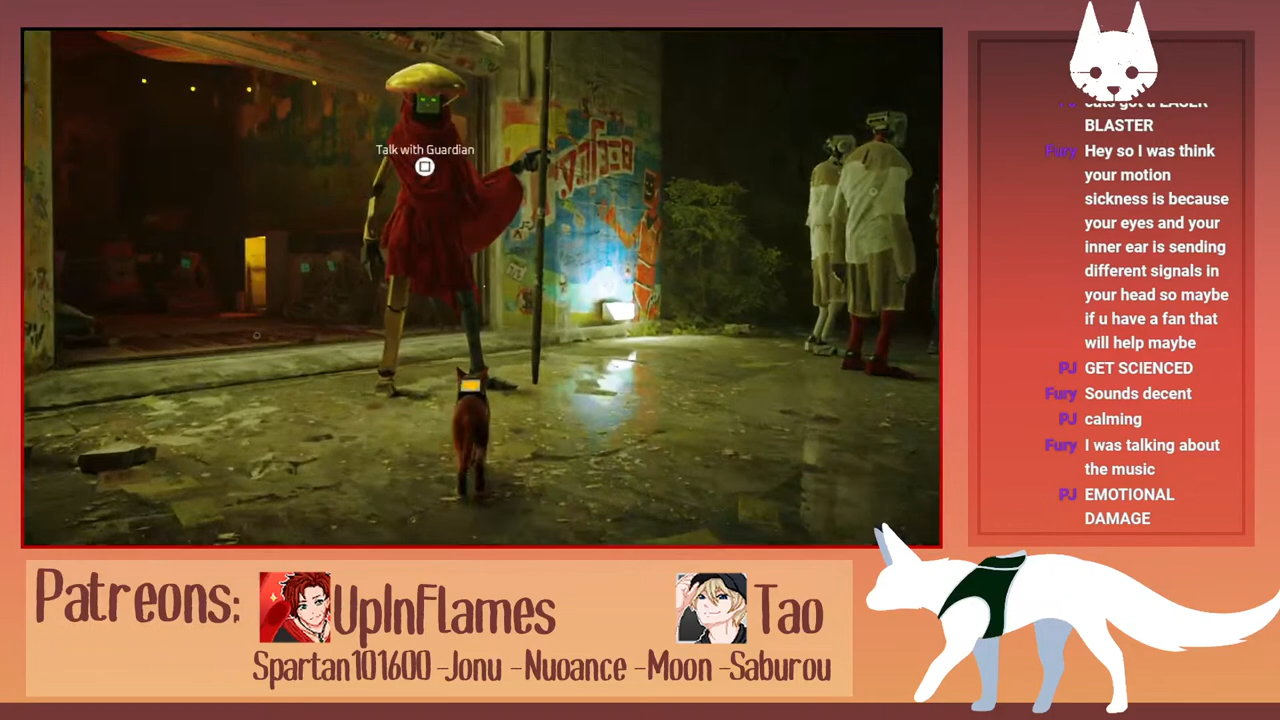 Talk with Guardian
BLASTER
Fury Hey so I was think
your motion
sickness is because
your eyes and your
inner ear is sending
different signals in
your head so maybe
if u have a fan that
will help maybe
PJ GET SCIENCED
Fury Sounds decent
PJ calming
Fury I was talking about
the music
PJ EMOTIONAL
DAMAGE
Patreons: UpInFlames Tao
Spartan101600 -Jonu -Nuoance -Moon -Saburou